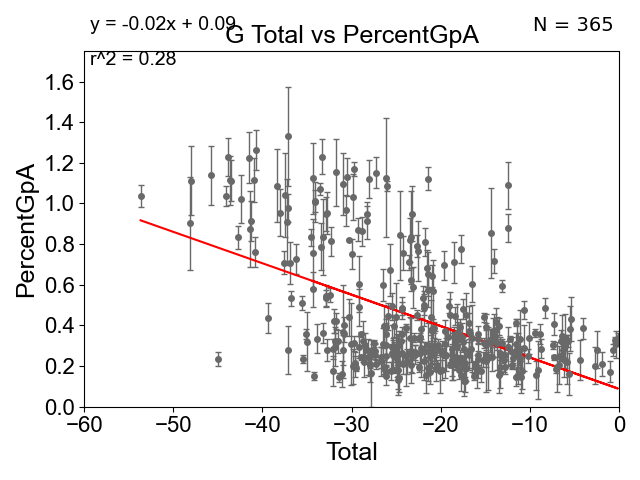 y = -0.02x + 0.09
N = 365
G Total vs PercentGpA
r^2 = 0.28
PercentGpA
1.6
1.4
1.2
1.0
0.8
0.6
0.4
0.2
0.0
−60 −50 −40 −30 −20 −10 0
Total